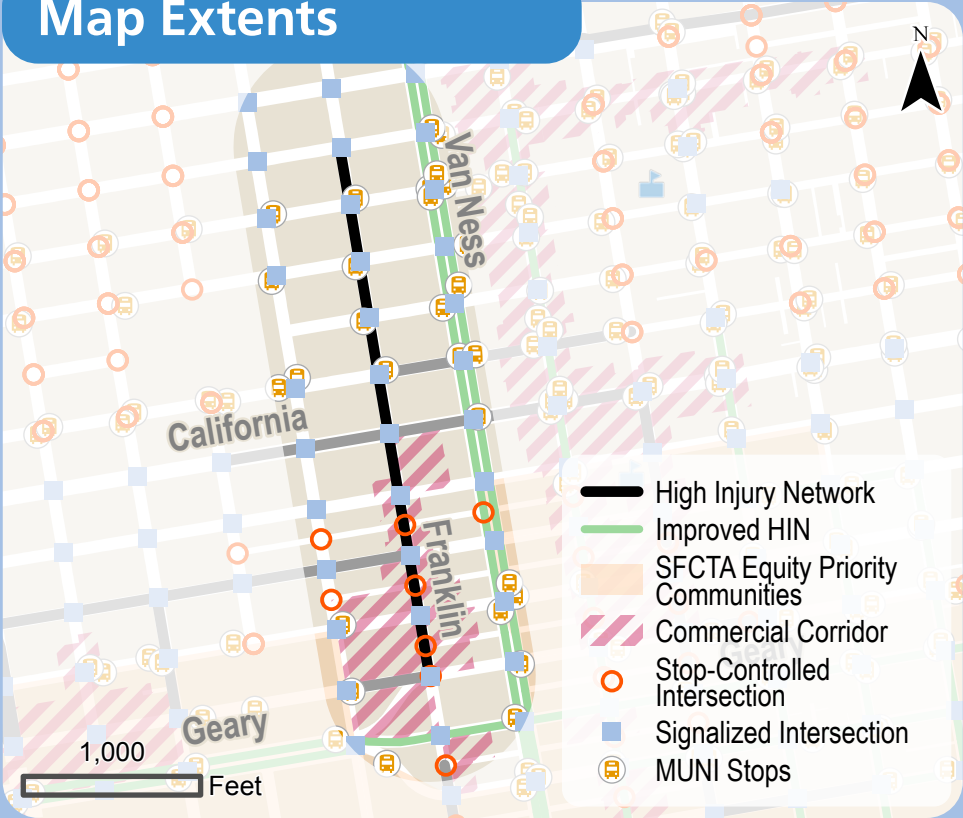 Map Extents
N
Van Ness
California
Franklin
Geary
1,000
Feet
High Injury Network
Improved HIN
SFCTA Equity Priority
Communities
Commercial Corridor
Geary
Stop-Controlled
Intersection
Signalized Intersection
MUNI Stops